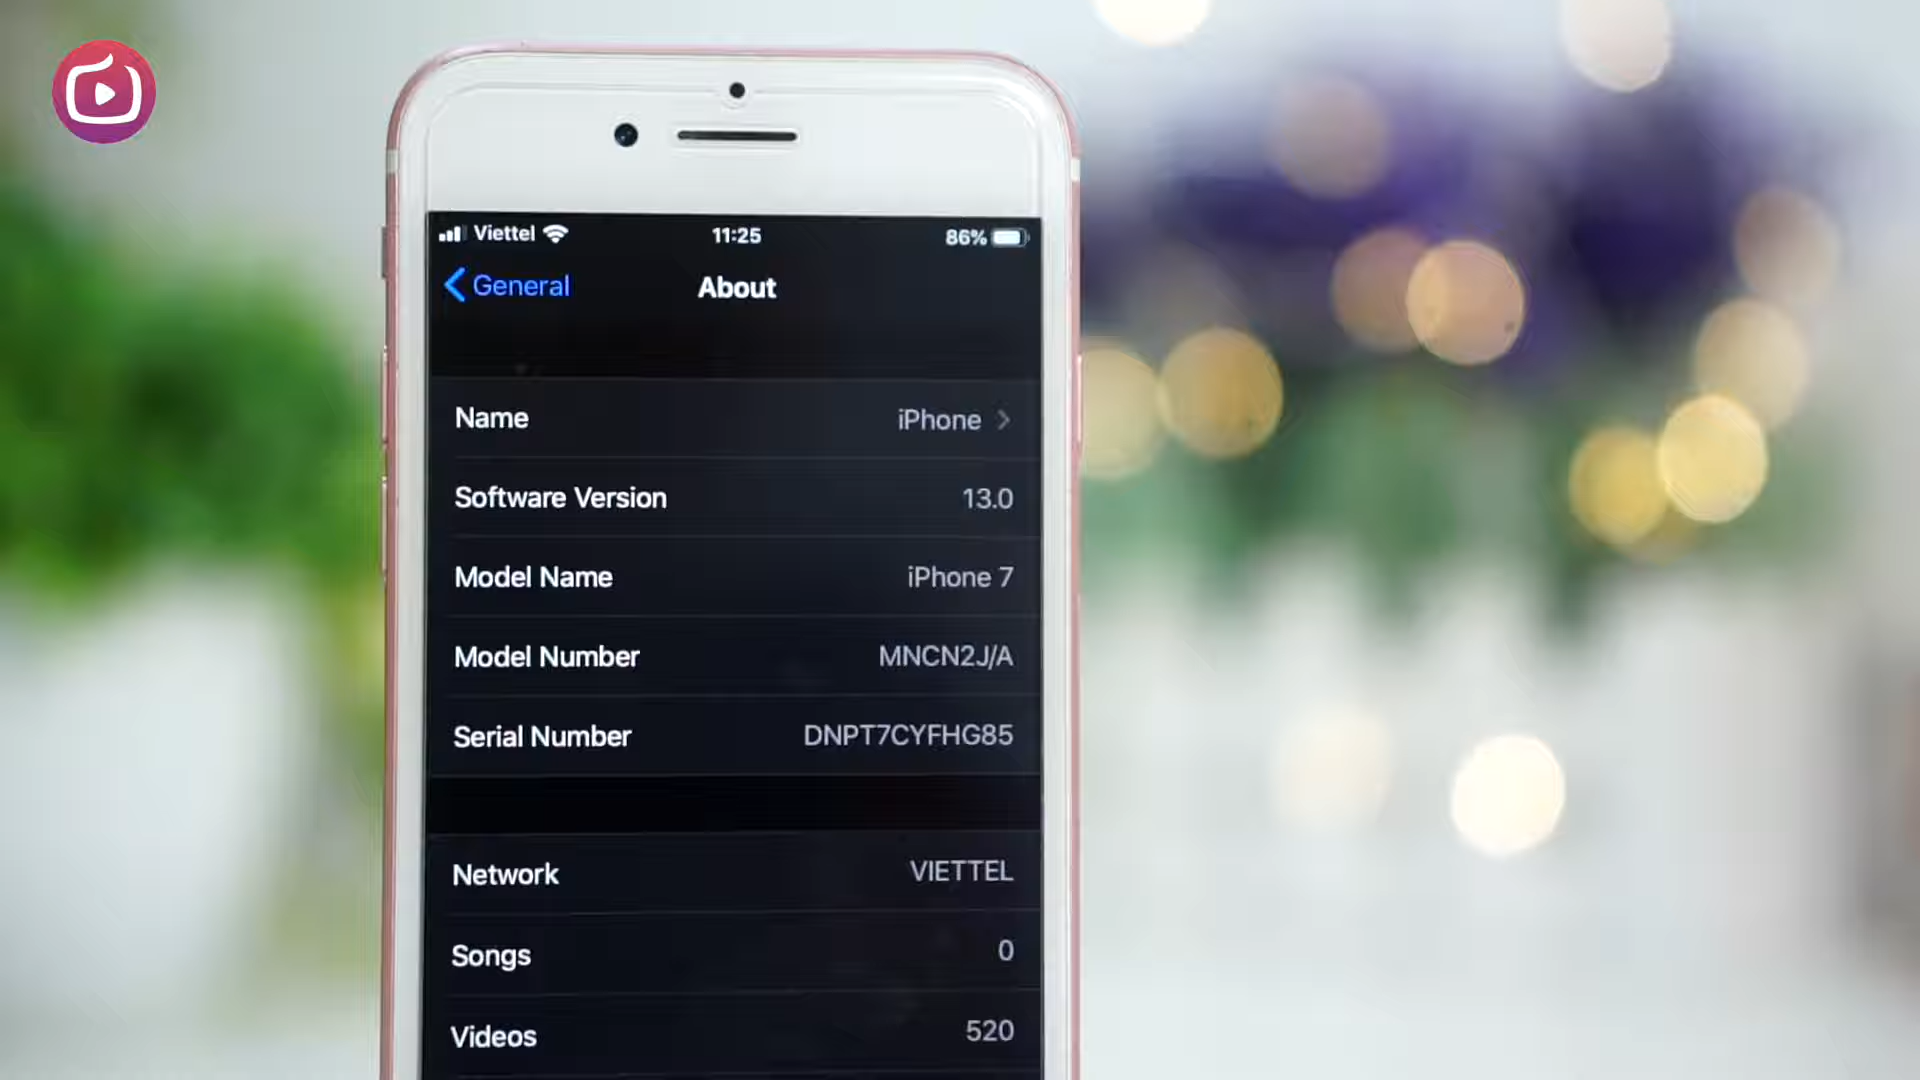 Viettel 11:25 86%
General About
Name iPhone
Software Version 13.0
Model Name iPhone 7
Model Number MNCN2J/A
Serial Number DNPT7CYFHG85
Network VIETTEL
Songs 0
Videos 520